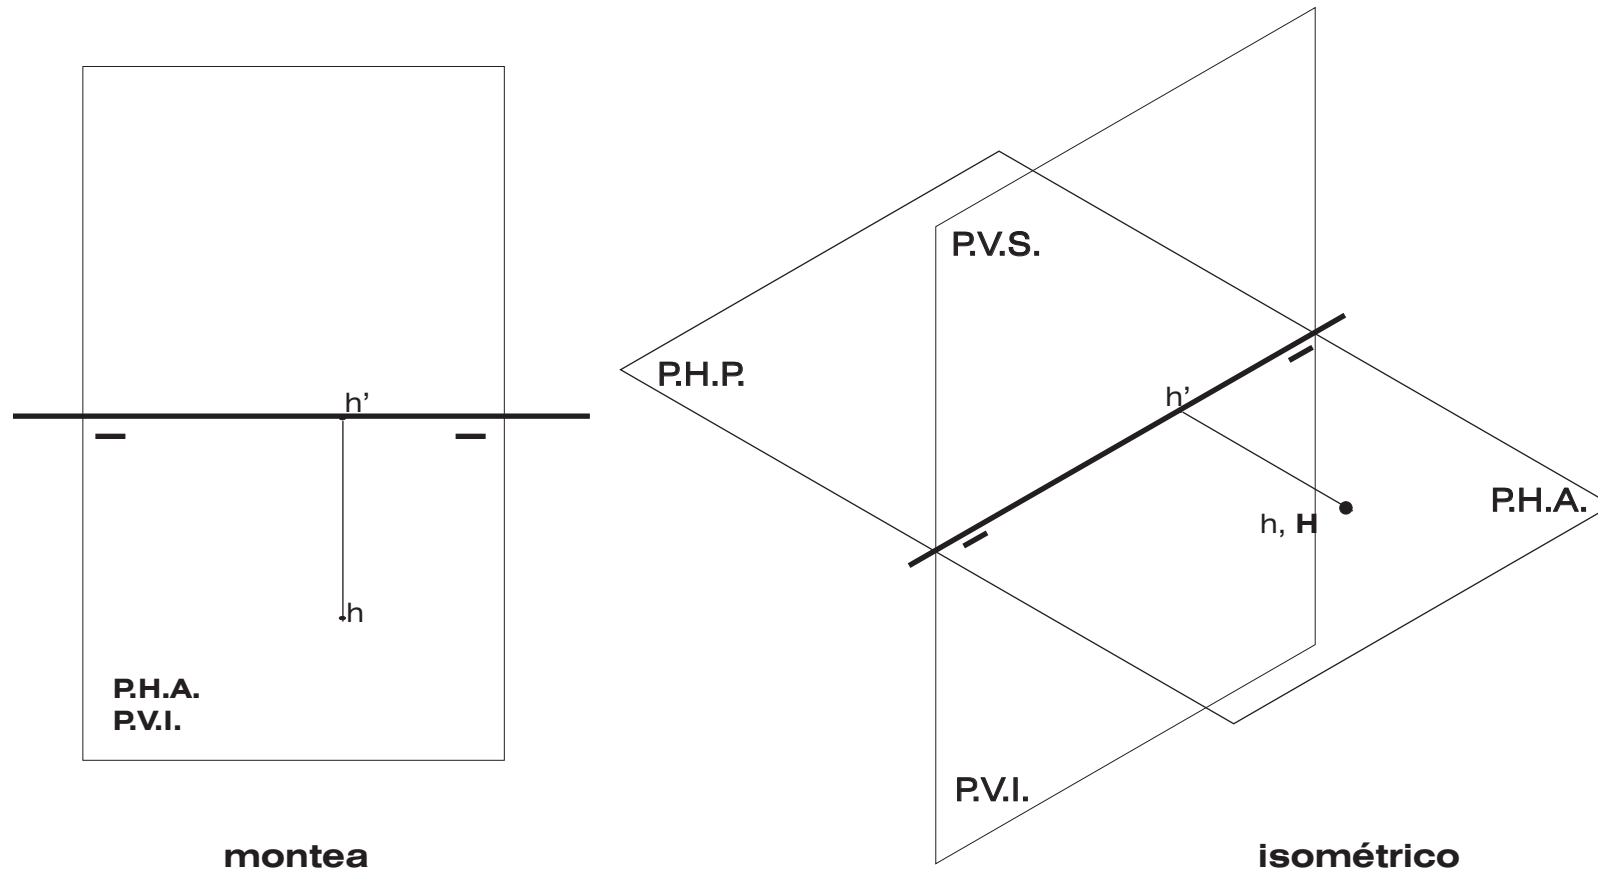 h’
h
P.H.A.
P.V.I.
montea
P.V.S.
P.H.P.
h’
P.H.A.
h, H
P.V.I.
isométrico